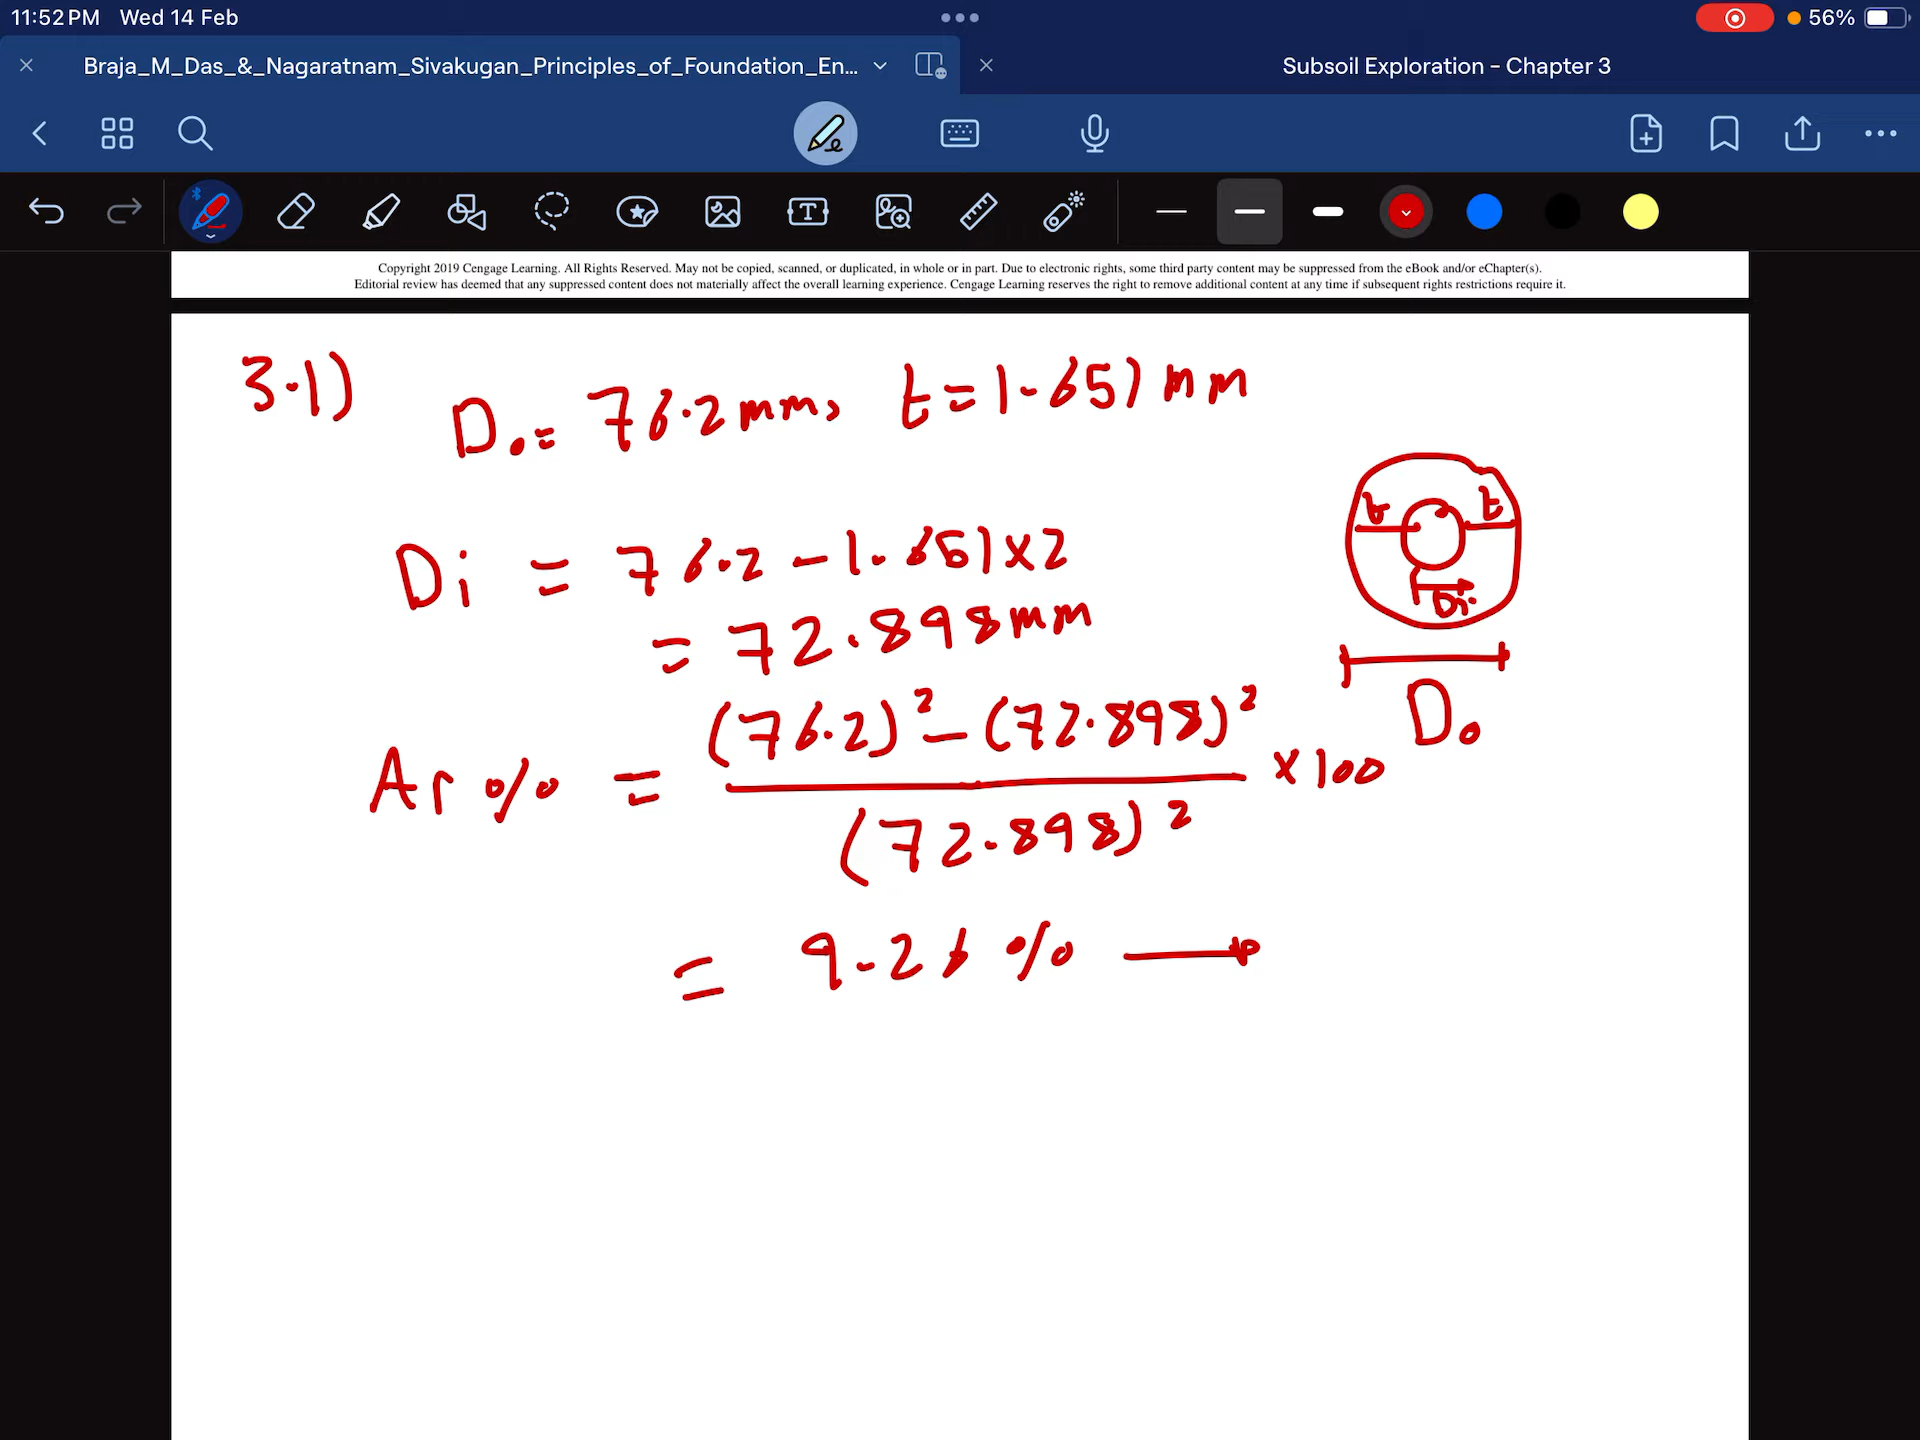 11:52 PM Wed 14 Feb
56%
Braja_M_Das_&_Nagaratnam_Sivakugan_Principles_of_Foundation_En...
Subsoil Exploration - Chapter 3
Copyright 2019 Cengage Learning. All Rights Reserved. May not be copied, scanned, or duplicated, in whole or in part. Due to electronic rights, some third party content may be suppressed from the eBook and/or eChapter(s).
Editorial review has deemed that any suppressed content does not materially affect the overall learning experience. Cengage Learning reserves the right to remove additional content at any time if subsequent rights restrictions require it.
3.1)
D₀ = 76.2 mm, t = 1.651 mm
t t
Di
D₀
Di = 76.2 - 1.651 x 2
= 72.898 mm
Ar % = ((76.2)² - (72.898)²) / (72.898)² x 100
= 9.26 % →